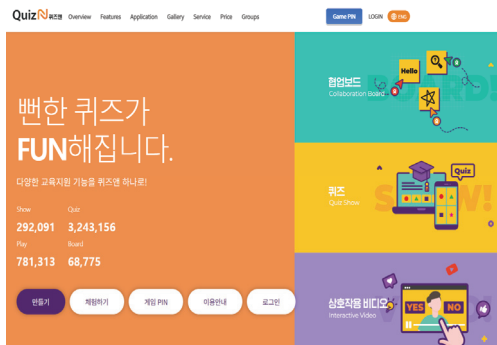 QuizN 퀴즈앤 Overview Features Application Gallery Service Price Groups Game PIN LOGIN ENG
뻔한 퀴즈가
FUN해집니다.
다양한 교육지원 기능을 퀴즈앤 하나로!
Show Quiz
292,091 3,243,156
Play Board
781,313 68,775
만들기 체험하기 게임 PIN 이용안내 로그인
협업보드
Collaboration Board
Hello
BOARD!
퀴즈
Quiz Show
Quiz
SHOW!
상호작용 비디오
Interactive Video
YES NO